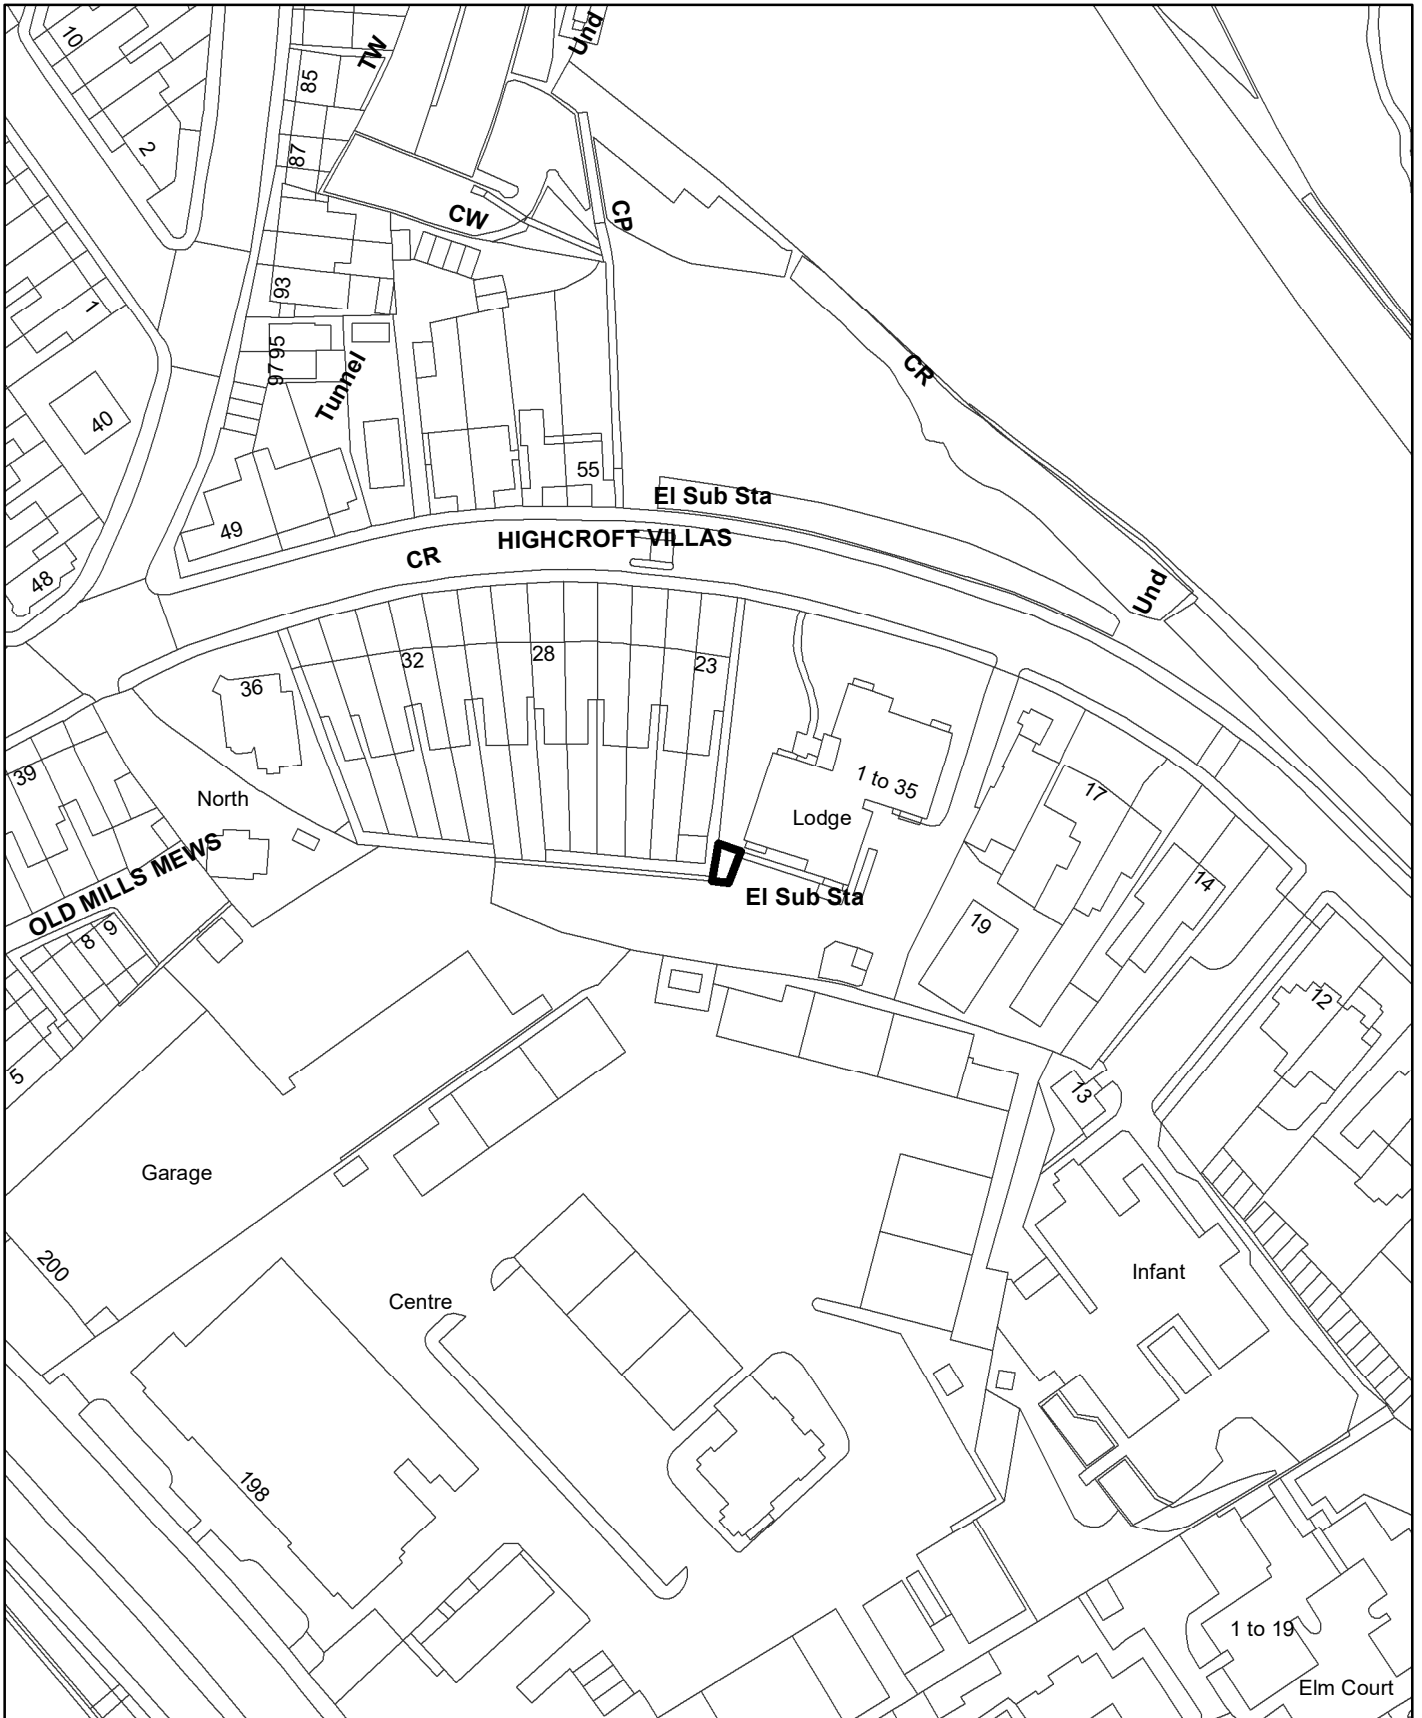 10
TW
Und
85
2
87
CW
CP
93
1
95
97
Tunnel
CR
40
55
El Sub Sta
49
HIGHCROFT VILLAS
CR
48
Und
32
28
23
36
39
North
1 to 35
17
Lodge
OLD MILLS MEWS
El Sub Sta
14
19
8
9
12
5
13
Garage
200
Infant
Centre
198
1 to 19
Elm Court